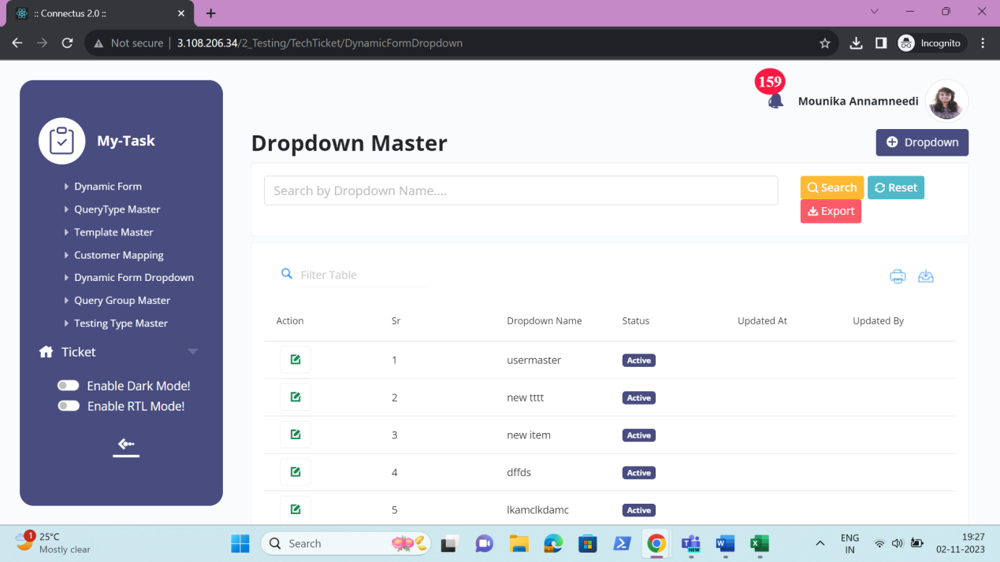 :: Connectus 2.0 ::
Not secure 3.108.206.34/2_Testing/TechTicket/DynamicFormDropdown
Incognito
159
Mounika Annamneedi
My-Task
Dynamic Form
QueryType Master
Template Master
Customer Mapping
Dynamic Form Dropdown
Query Group Master
Testing Type Master
Ticket
Enable Dark Mode!
Enable RTL Mode!
Dropdown Master
Dropdown
Search by Dropdown Name....
Search
Reset
Export
Filter Table
Action Sr Dropdown Name Status Updated At Updated By
1 usermaster Active
2 new tttt Active
3 new item Active
4 dffds Active
5 lkamclkdamc Active
1
25°C
Mostly clear
Search
NEW
ENG
IN
19:27
02-11-2023